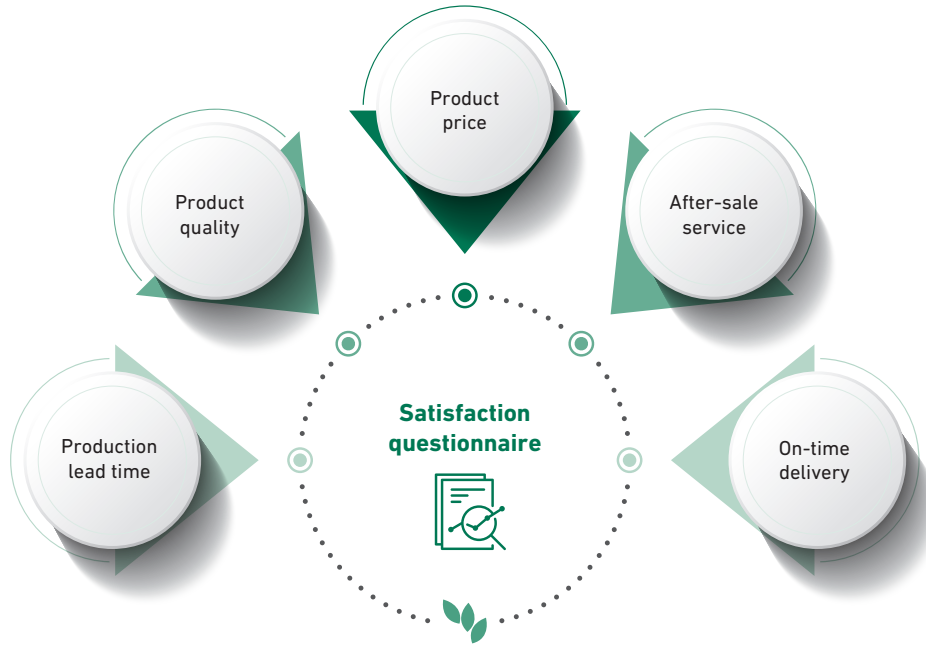 Product
price
Product
quality
After-sale
service
Production
lead time
On-time
delivery
Satisfaction
questionnaire